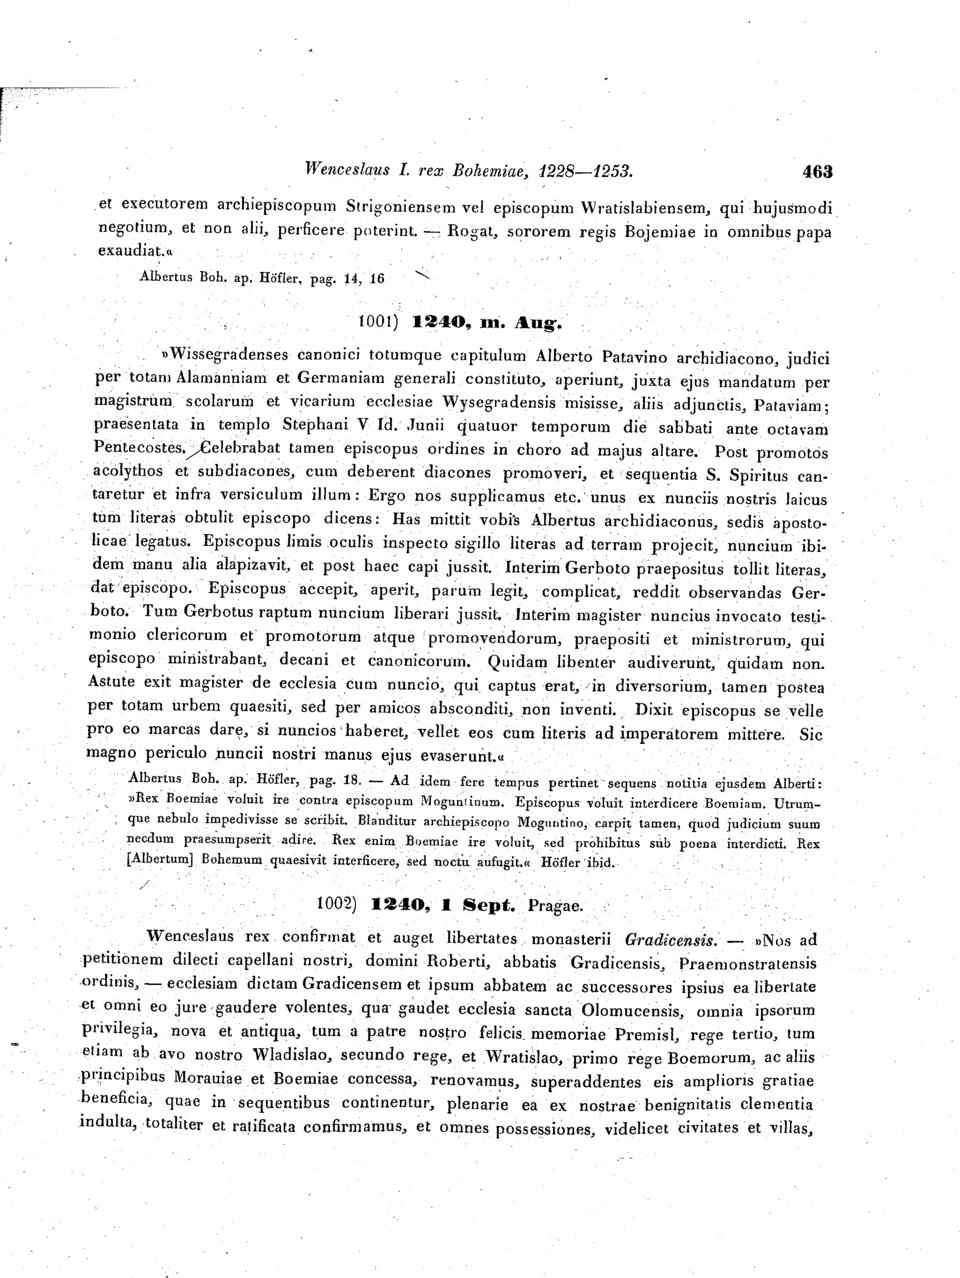 Wenceslaus I. rex Bohemiae, 1228—1253. 463
et executorem archiepiscopum Strigoniensem vel episcopum Wratislabiensem, qui hujusmodi
negotium, et non alii, perficere poterint. — Rogat, sororem regis Bojemiae in omnibus papa
exaudiat.«
Albertus Boh. ap. Höfler, pag. 14, 16
1001) 1240, m. Aug.
»Wissegradenses canonici totumque capitulum Alberto Patavino archidiacono, judici
per totam Alamanniam et Germaniam generali constituto, aperiunt, juxta ejus mandatum per
magistrum scolarum et vicarium ecclesiae Wysegradensis misisse, aliis adjunctis, Pataviam;
praesentata in templo Stephani V Id. Junii quatuor temporum die sabbati ante octavam
Pentecostes. Celebrabat tamen episcopus ordines in choro ad majus altare. Post promotos
acolythos et subdiacones, cum deberent diacones promoveri, et sequentia S. Spiritus can-
taretur et infra versiculum illum: Ergo nos supplicamus etc. unus ex nunciis nostris laicus
tum literas obtulit episcopo dicens: Has mittit vobis Albertus archidiaconus, sedis aposto-
licae legatus. Episcopus limis oculis inspecto sigillo literas ad terram projecit, nuncium ibi-
dem manu alia alapizavit, et post haec capi jussit. Interim Gerboto praepositus tollit literas,
dat episcopo. Episcopus accepit, aperit, parum legit, complicat, reddit observandas Ger-
boto. Tum Gerbotus raptum nuncium liberari jussit. Interim magister nuncius invocato testi-
monio clericorum et promotorum atque promovendorum, praepositi et ministrorum, qui
episcopo ministrabant, decani et canonicorum. Quidam libenter audiverunt, quidam non.
Astute exit magister de ecclesia cum nuncio, qui captus erat, in diversorium, tamen postea
per totam urbem quaesiti, sed per amicos absconditi, non inventi. Dixit episcopus se velle
pro eo marcas dare, si nuncios haberet, vellet eos cum literis ad imperatorem mittere. Sic
magno periculo nuncii nostri manus ejus evaserunt.«
Albertus Boh. ap. Höfler, pag. 18. — Ad idem fere tempus pertinet sequens notitia ejusdem Alberti:
»Rex Boemiae voluit ire contra episcopum Moguntinum. Episcopus voluit interdicere Boemiam. Utrum-
que nebulo impedivisse se scribit. Blanditur archiepiscopo Moguntino, carpit tamen, quod judicium suum
necdum praesumpserit adire. Rex enim Boemiae ire voluit, sed prohibitus sub poena interdicti. Rex
[Albertum] Bohemum quaesivit interficere, sed noctu aufugit.« Höfler ibid.
1002) 1240, 1 Sept. Pragae.
Wenceslaus rex confirmat et auget libertates monasterii Gradicensis. — »Nos ad
petitionem dilecti capellani nostri, domini Roberti, abbatis Gradicensis, Praemonstratensis
ordinis, — ecclesiam dictam Gradicensem et ipsum abbatem ac successores ipsius ea libertate
et omni eo jure gaudere volentes, qua gaudet ecclesia sancta Olomucensis, omnia ipsorum
privilegia, nova et antiqua, tum a patre nostro felicis memoriae Premisl, rege tertio, tum
etiam ab avo nostro Wladislao, secundo rege, et Wratislao, primo rege Boemorum, ac aliis
principibus Morauiae et Boemiae concessa, renovamus, superaddentes eis amplioris gratiae
beneficia, quae in sequentibus continentur, plenarie ea ex nostrae benignitatis clementia
indulta, totaliter et ratificata confirmamus, et omnes possessiones, videlicet civitates et villas,